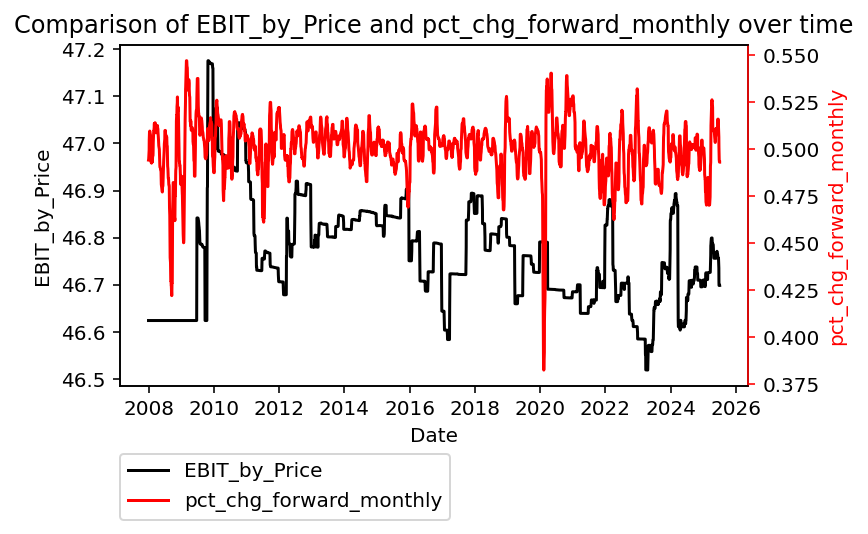 Comparison of EBIT_by_Price and pct_chg_forward_monthly over time
47.2
47.1
47.0
46.9
46.8
46.7
46.6
46.5
EBIT_by_Price
0.550
0.525
0.500
0.475
0.450
0.425
0.400
0.375
pct_chg_forward_monthly
2008 2010 2012 2014 2016 2018 2020 2022 2024 2026
Date
EBIT_by_Price
pct_chg_forward_monthly